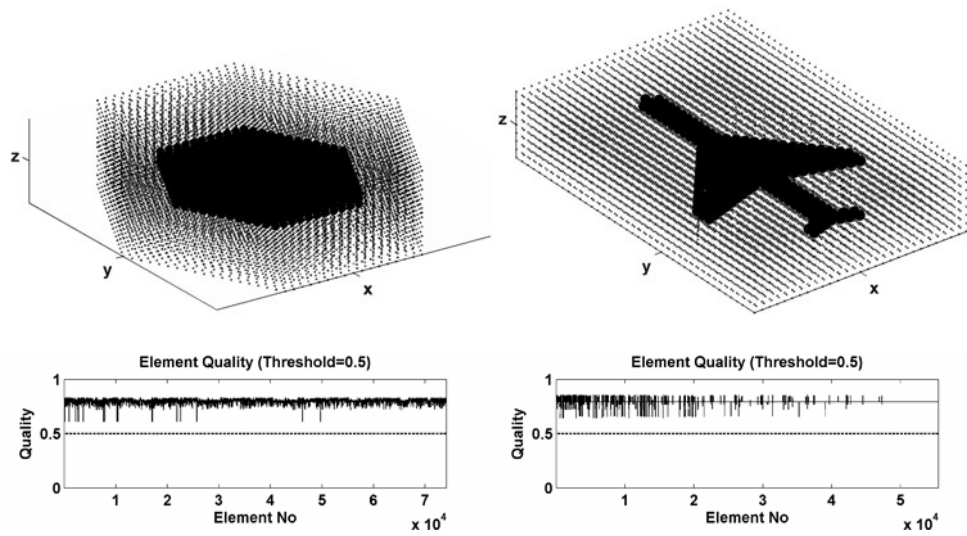 z
y
x
z
y
x
Element Quality (Threshold=0.5)
1
0.5
0
Quality
1 2 3 4 5 6 7
Element No
x 10^4
Element Quality (Threshold=0.5)
1
0.5
0
Quality
1 2 3 4 5
Element No
x 10^4